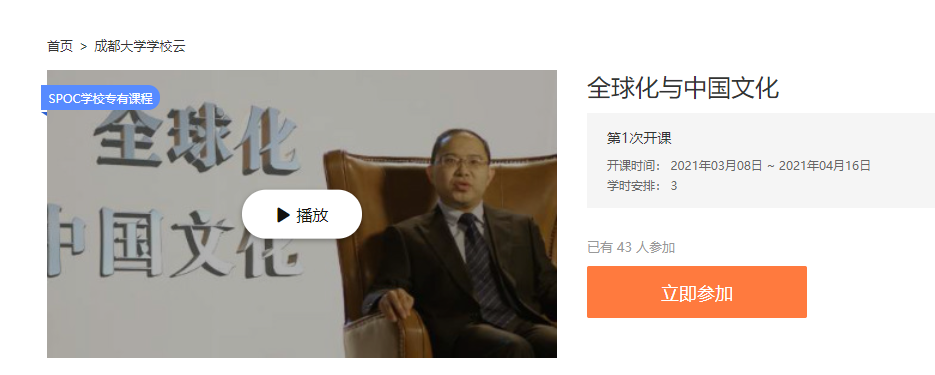 首页 > 成都大学学校云
SPOC学校专有课程
全球化
中国文化
播放
全球化与中国文化
第1次开课
开课时间： 2021年03月08日 ~ 2021年04月16日
学时安排： 3
已有 43 人参加
立即参加